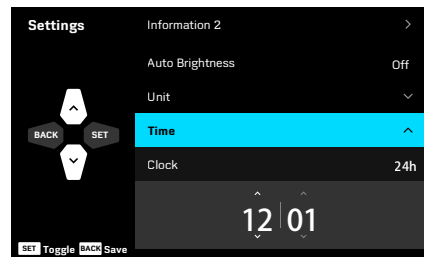 Settings
Information 2
Auto Brightness Off
Unit
Time
Clock 24h
12 01
BACK SET
SET Toggle BACK Save